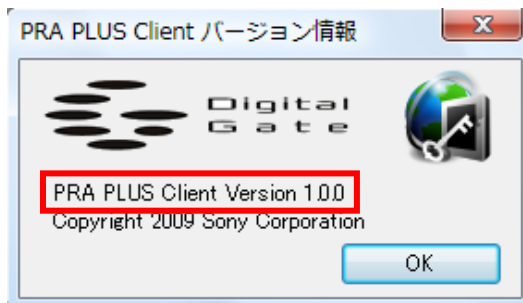 PRA PLUS Client バージョン情報
Digital
Gate
PRA PLUS Client Version 1.0.0
Copyright 2009 Sony Corporation
OK